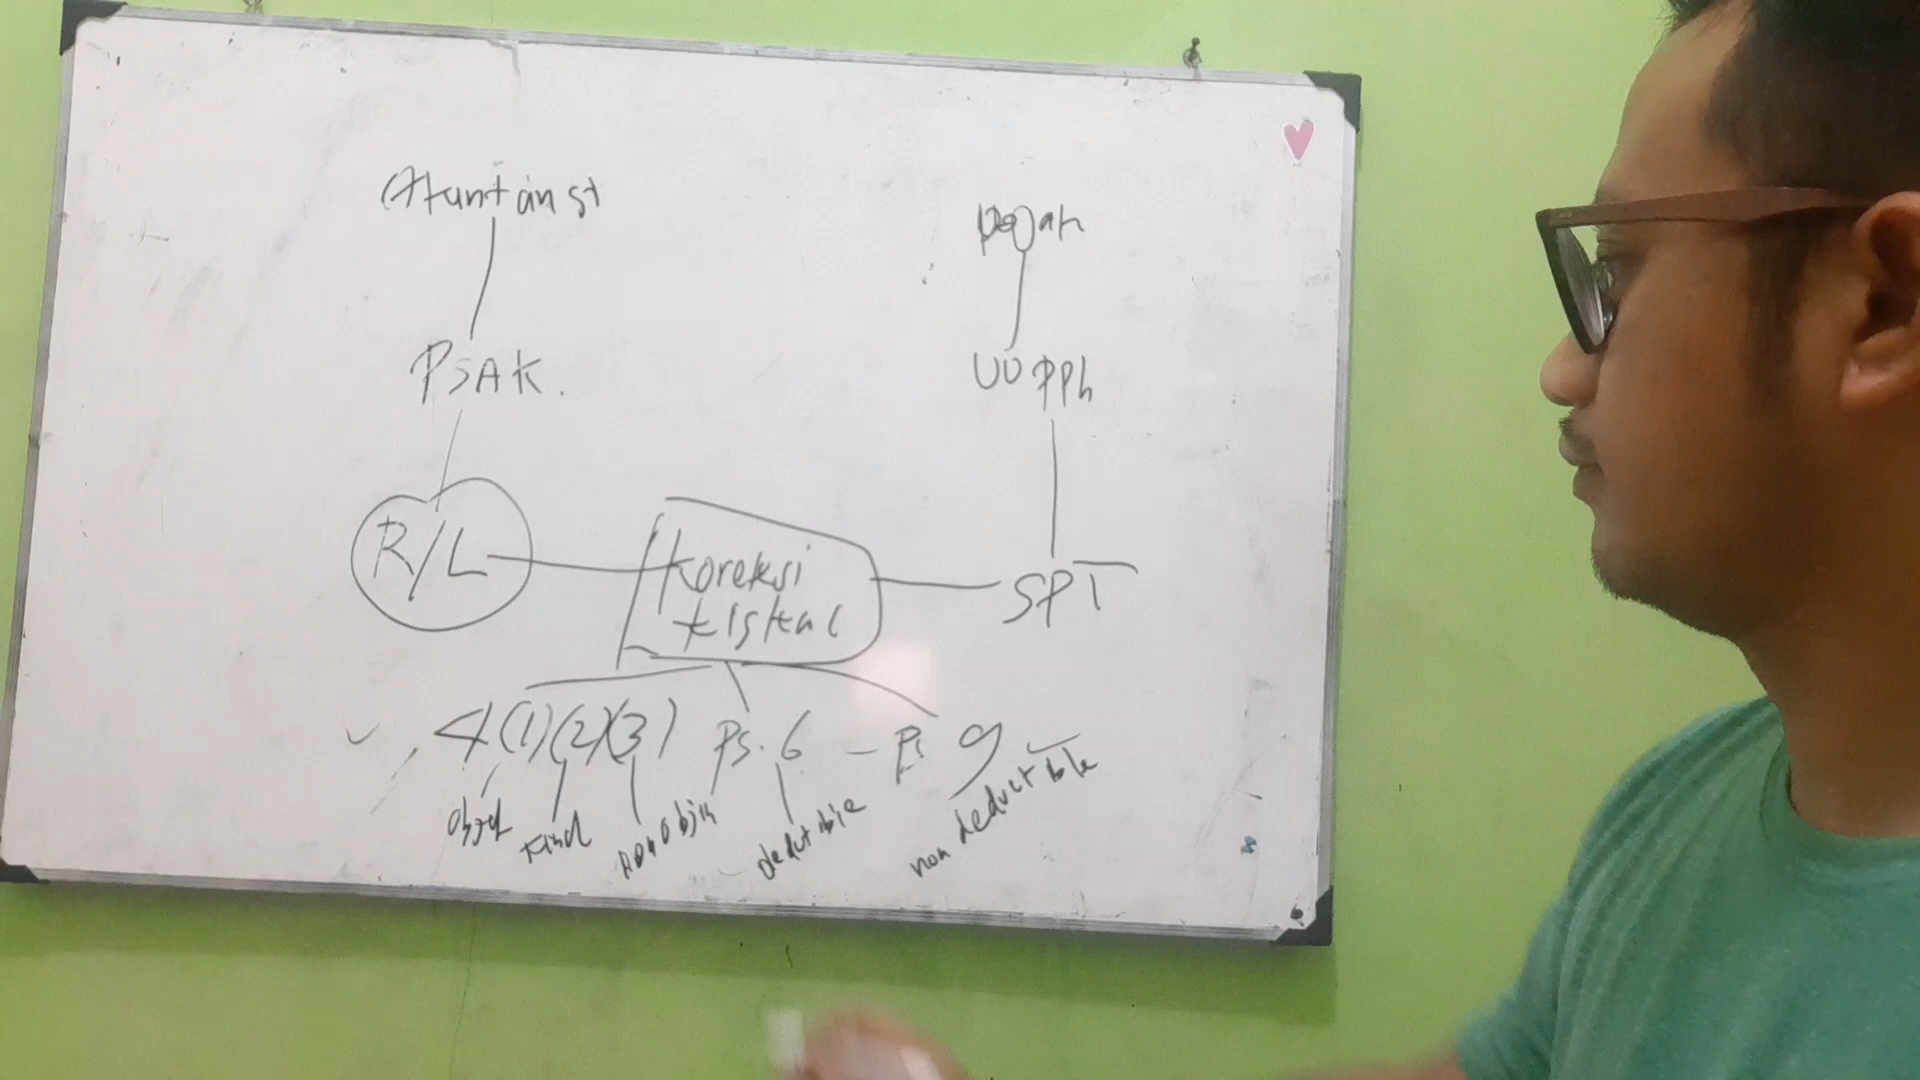 Akuntansi
Pajak
PSAK.
UU PPh
R/L
Koreksi
Fiskal
SPT
4(1)(2)(3) Ps. 6 - Ps 9
Objek Final Non Objek deductible non deductible